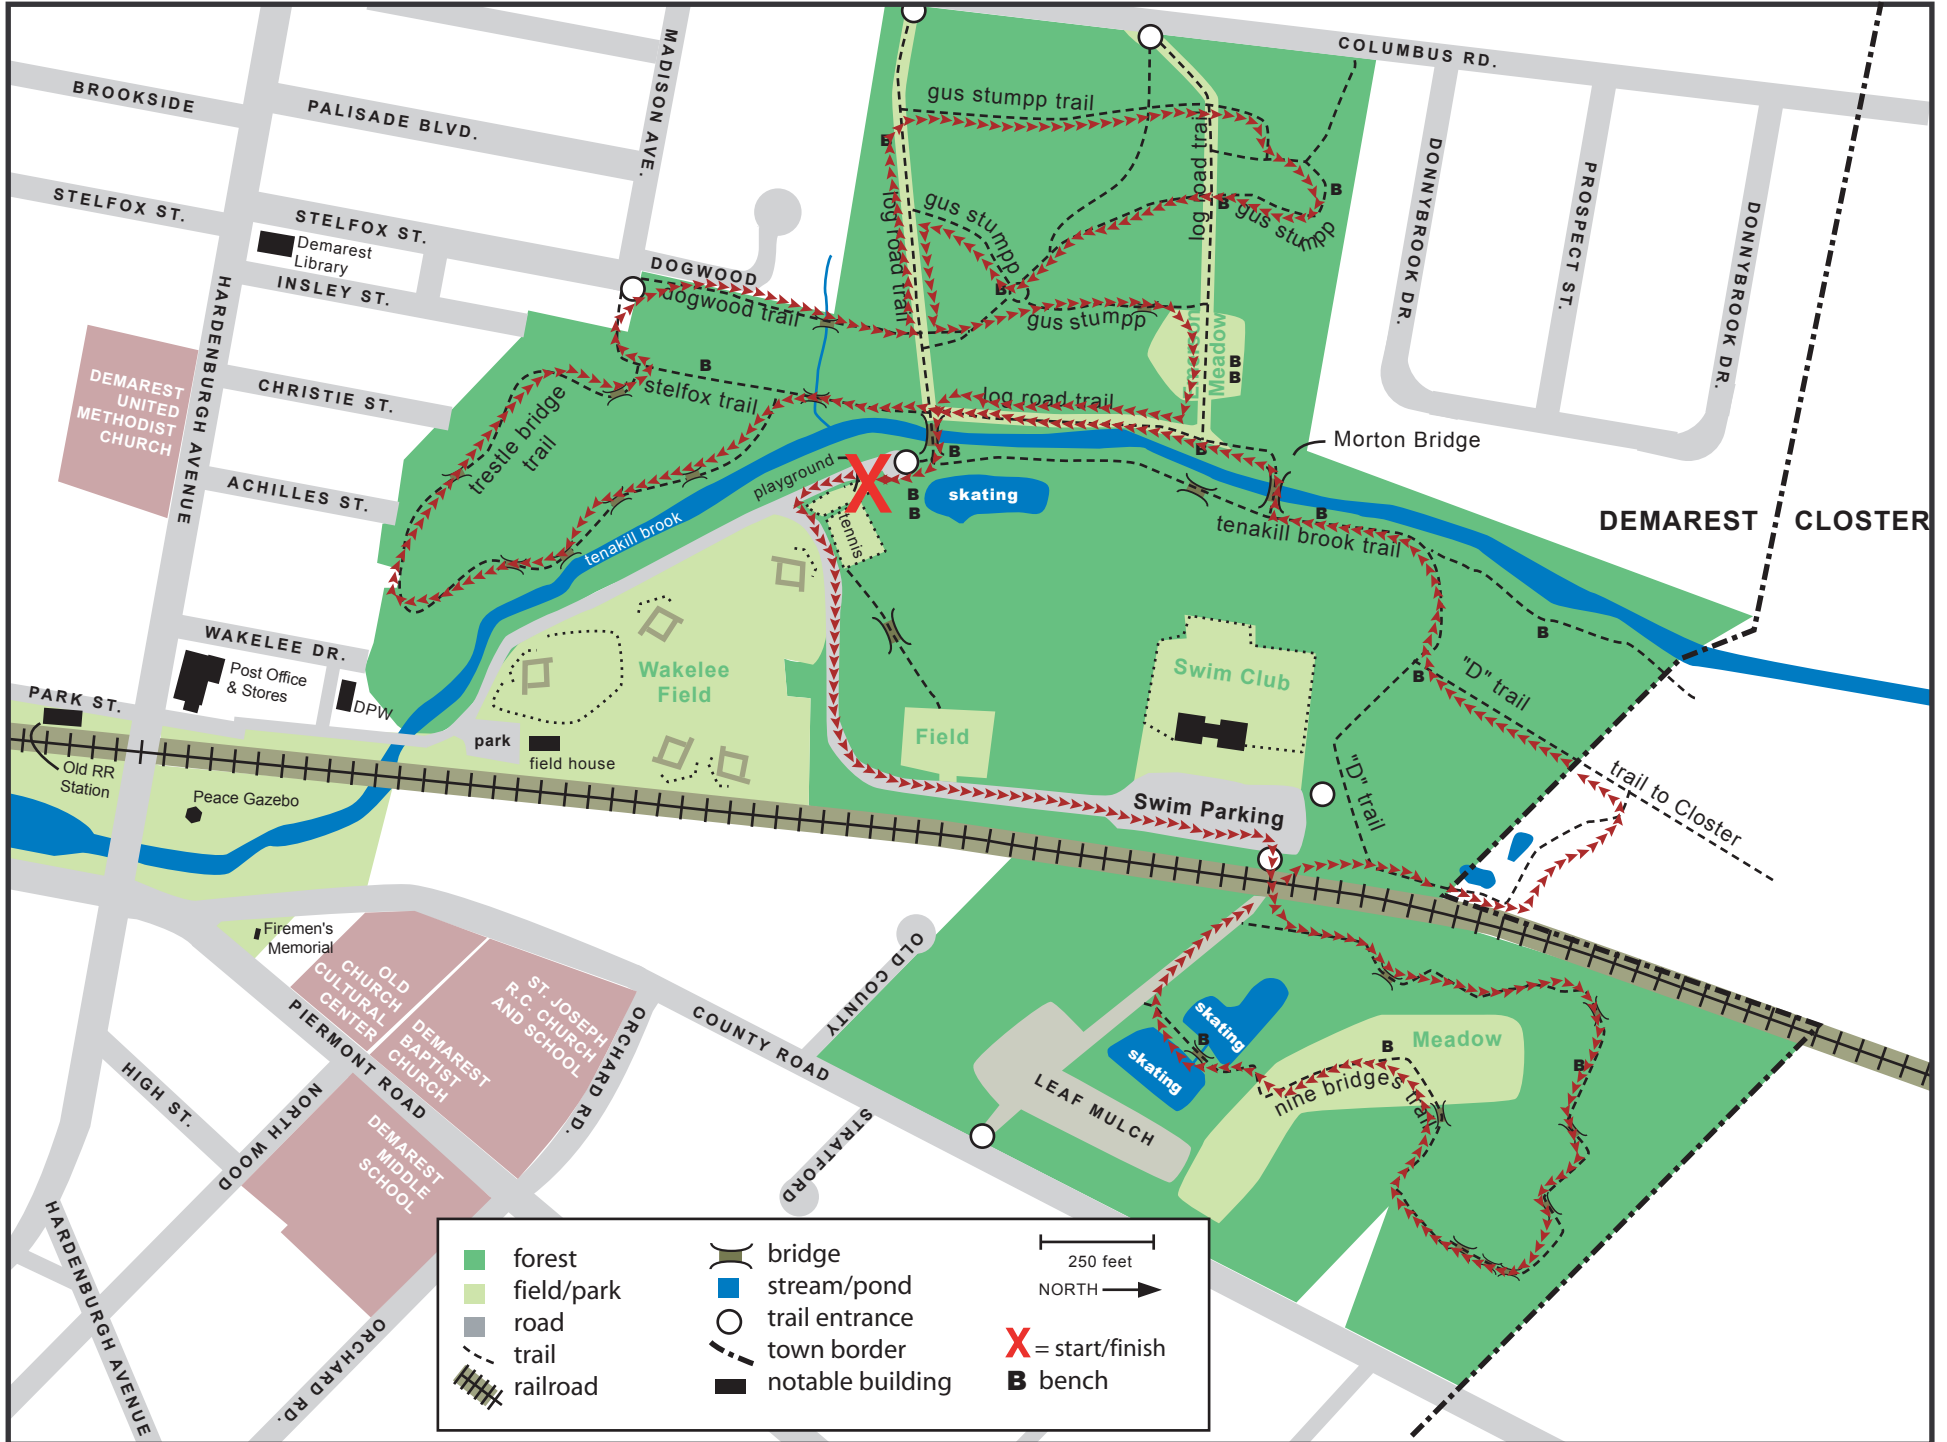 COLUMBUS RD.
MADISON AVE.
BROOKSIDE
PALISADE BLVD.
gus stumpp trail
log road trail
DONNYBROOK DR.
PROSPECT ST.
DONNYBROOK DR.
STELFOX ST.
STELFOX ST.
Demarest
Library
INSLEY ST.
DOGWOOD
dogwood trail
log road trail
gus stumpp
gus stumpp
gus stumpp
Emerson
Meadow
B
B
B
B
B
B
HARDENBURGH AVENUE
DEMAREST
UNITED
METHODIST
CHURCH
CHRISTIE ST.
B
stelfox trail
log road trail
trestle bridge
trail
Morton Bridge
B
B
ACHILLES ST.
playground
X
B
B
skating
tennis
tenakill brook
B
tenakill brook trail
DEMAREST
CLOSTER
B
WAKELEE DR.
Post Office
& Stores
DPW
PARK ST.
Old RR
Station
Peace Gazebo
park
field house
Wakelee
Field
Field
Swim Club
B
"D" trail
"D" trail
trail to Closter
Swim Parking
Firemen's
Memorial
OLD
CHURCH
CULTURAL
CENTER
ST. JOSEPH
R.C. CHURCH
AND SCHOOL
DEMAREST
BAPTIST
CHURCH
PIERMONT ROAD
ORCHARD RD.
COUNTY ROAD
OLD COUNTY
STRATFORD
HIGH ST.
NORTH WOOD
DEMAREST
MIDDLE
SCHOOL
HARDENBURGH AVENUE
ORCHARD RD.
LEAF MULCH
skating
skating
B
B
Meadow
nine bridges
trail
B
forest
field/park
road
trail
railroad
bridge
stream/pond
trail entrance
town border
notable building
250 feet
NORTH
X = start/finish
B bench